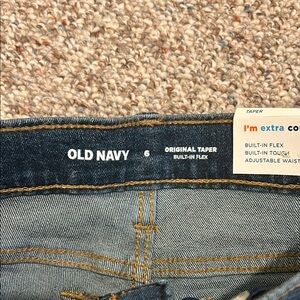 TAPER
I'm extra co
BUILT-IN FLEX
BUILT-IN TOUGH
ADJUSTABLE WAIST
OLD NAVY 6 ORIGINAL TAPER
BUILT-IN FLEX